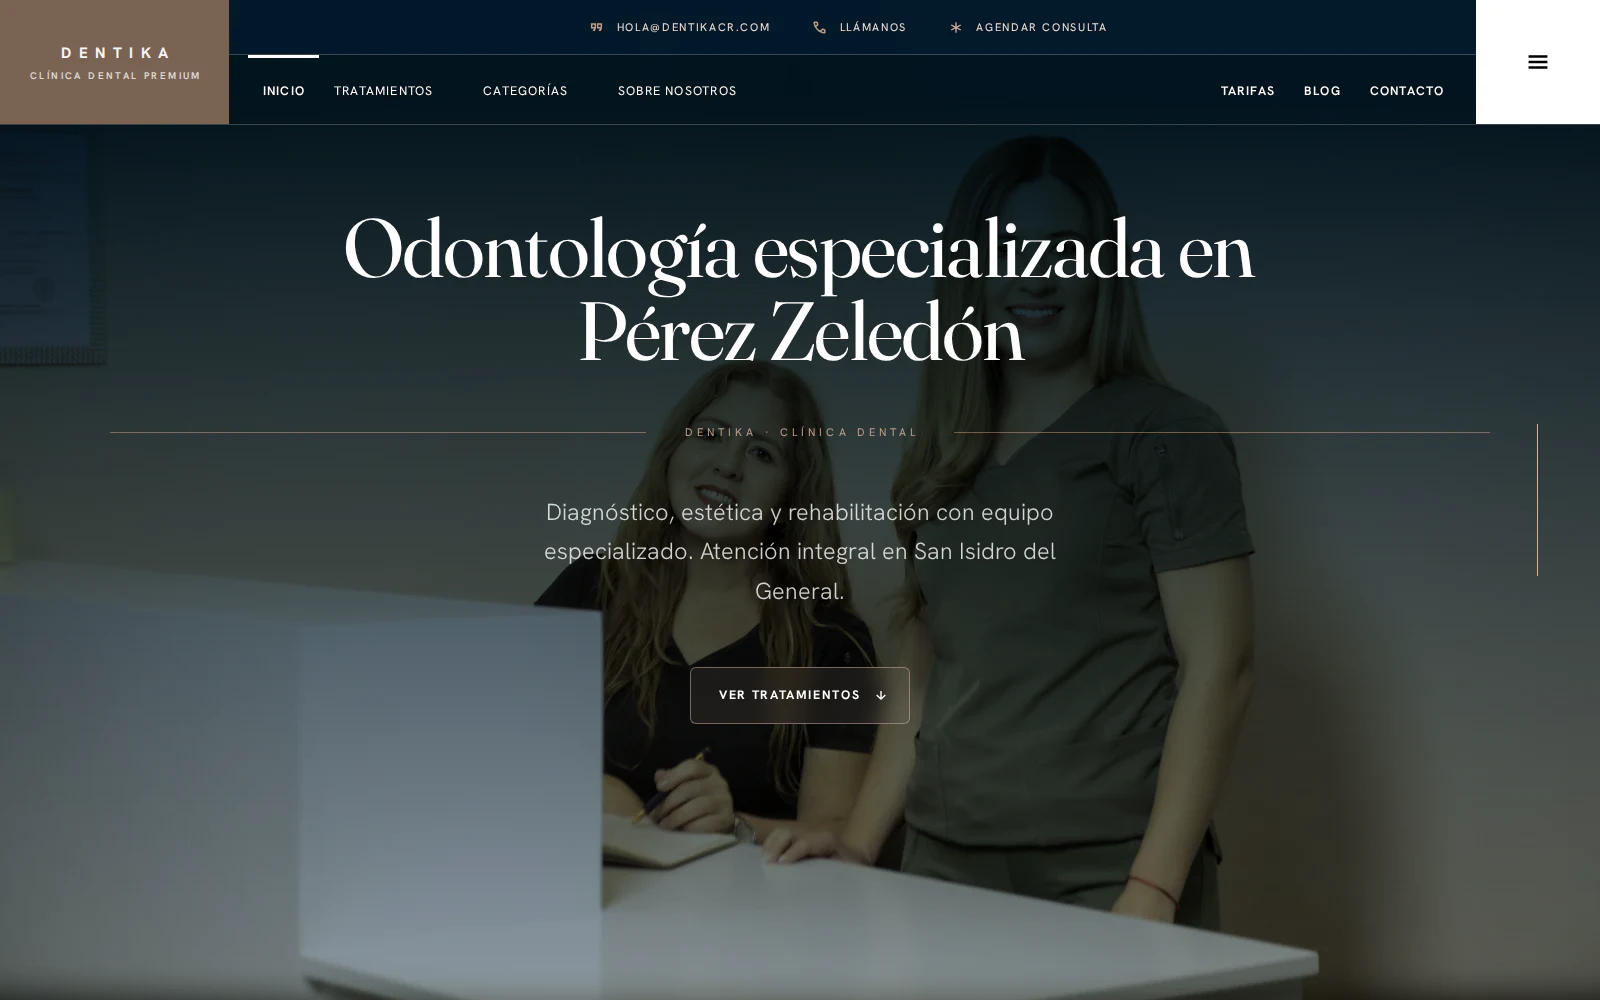 DENTIKA
CLÍNICA DENTAL PREMIUM
HOLA@DENTIKACR.COM
LLÁMANOS
AGENDAR CONSULTA
INICIO
TRATAMIENTOS
CATEGORÍAS
SOBRE NOSOTROS
TARIFAS
BLOG
CONTACTO
Odontología especializada en
Pérez Zeledón
DENTIKA · CLÍNICA DENTAL
Diagnóstico, estética y rehabilitación con equipo
especializado. Atención integral en San Isidro del
General.
VER TRATAMIENTOS